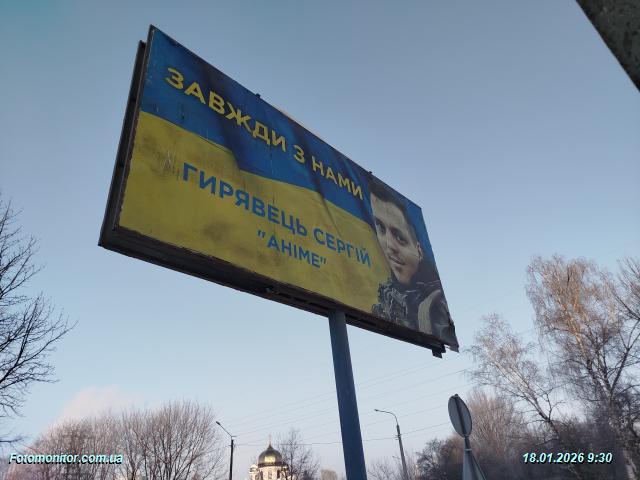 ЗАВЖДИ З НАМИ
ГИРЯВЕЦЬ СЕРГІЙ
"АНІМЕ"
Fotomonitor.com.ua
18.01.2026 9:30